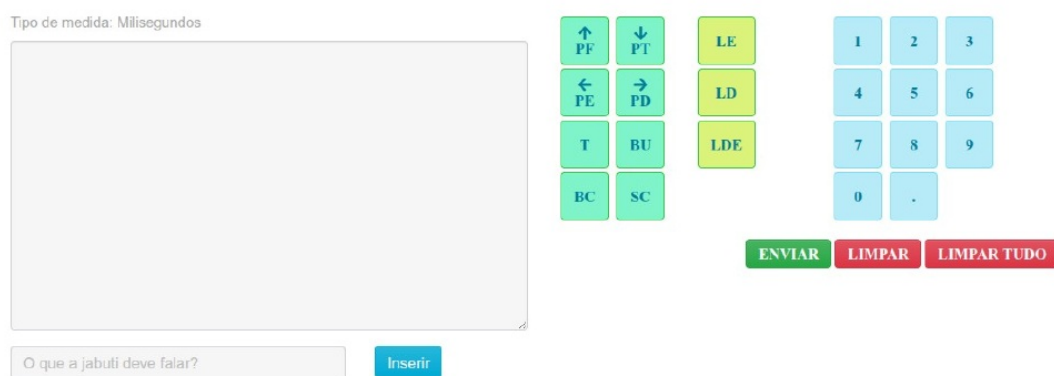 Tipo de medida: Milisegundos
O que a jabuti deve falar?
Inserir
↑ ↓
PF PT LE 1 2 3
← →
PE PD LD 4 5 6
T BU LDE 7 8 9
BC SC 0 .
ENVIAR LIMPAR LIMPAR TUDO